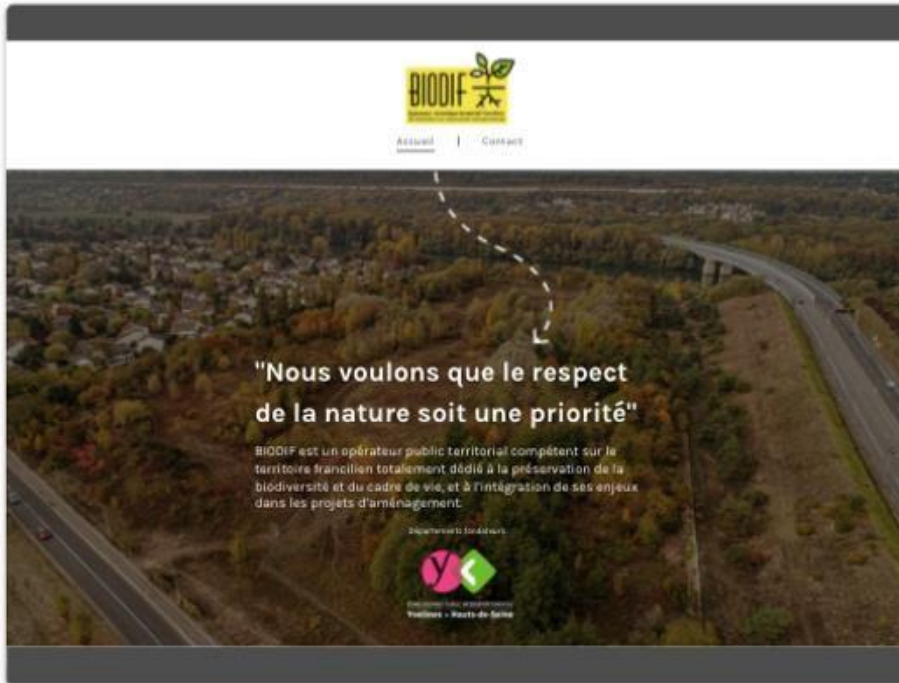 BIODIF
Accueil | Contact
"Nous voulons que le respect
de la nature soit une priorité"
BIODIF est un opérateur public territorial compétent sur le
territoire francilien totalement dédié à la préservation de la
biodiversité et du cadre de vie, et à l'intégration de ses enjeux
dans les projets d'aménagement.
Départements fondateurs
Yvelines - Hauts-de-Seine